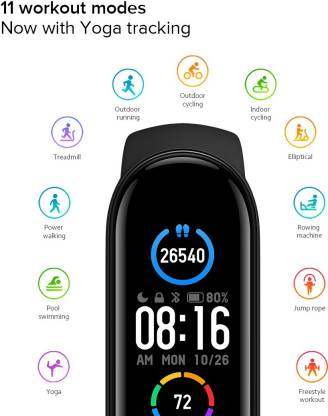 11 workout modes
Now with Yoga tracking
Outdoor
cycling
Outdoor
running
Indoor
cycling
Treadmill
Elliptical
Power
walking
Rowing
machine
Pool
swimming
Jump rope
Yoga
Freestyle
workout
26540
80%
08:16
AM MON 10/26
72